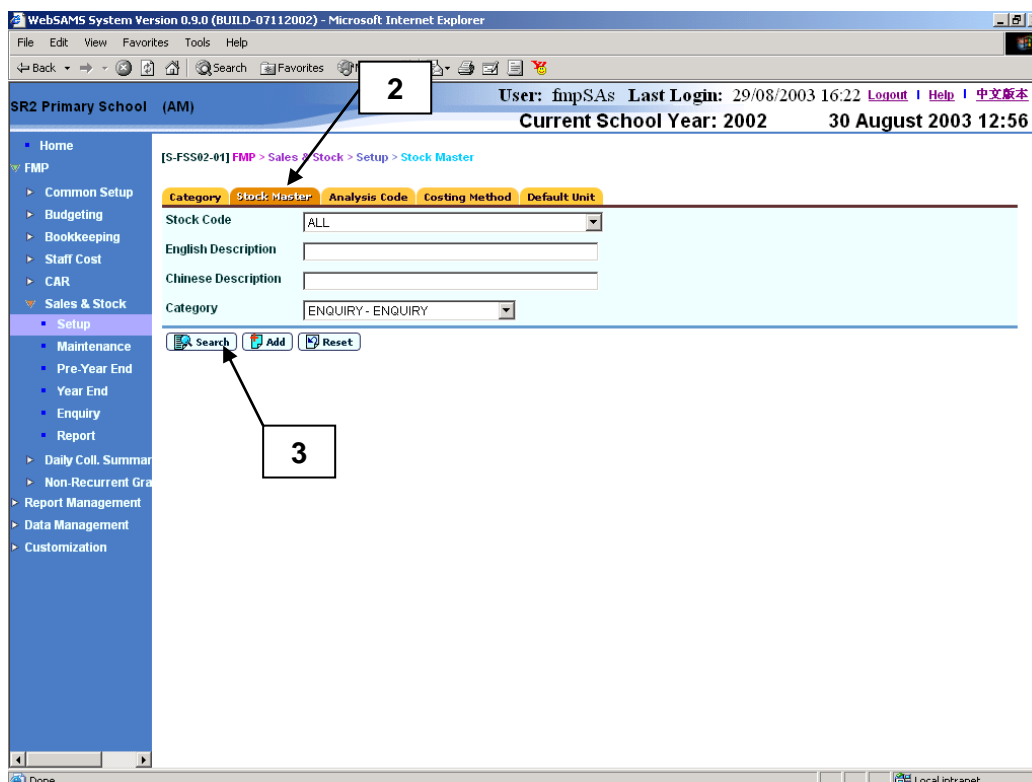 WebSAMS System Version 0.9.0 (BUILD-07112002) - Microsoft Internet Explorer
File Edit View Favorites Tools Help
Back Search Favorites
2
SR2 Primary School (AM)
User: fmpSAs Last Login: 29/08/2003 16:22 Logout | Help | 中文版本
Current School Year: 2002 30 August 2003 12:56
Home
FMP
Common Setup
Budgeting
Bookkeeping
Staff Cost
CAR
Sales & Stock
Setup
Maintenance
Pre-Year End
Year End
Enquiry
Report
Daily Coll. Summar
Non-Recurrent Gra
Report Management
Data Management
Customization
[S-FSS02-01] FMP > Sales & Stock > Setup > Stock Master
Category Stock Master Analysis Code Costing Method Default Unit
Stock Code ALL
English Description
Chinese Description
Category ENQUIRY - ENQUIRY
Search Add Reset
3
Done Local intranet